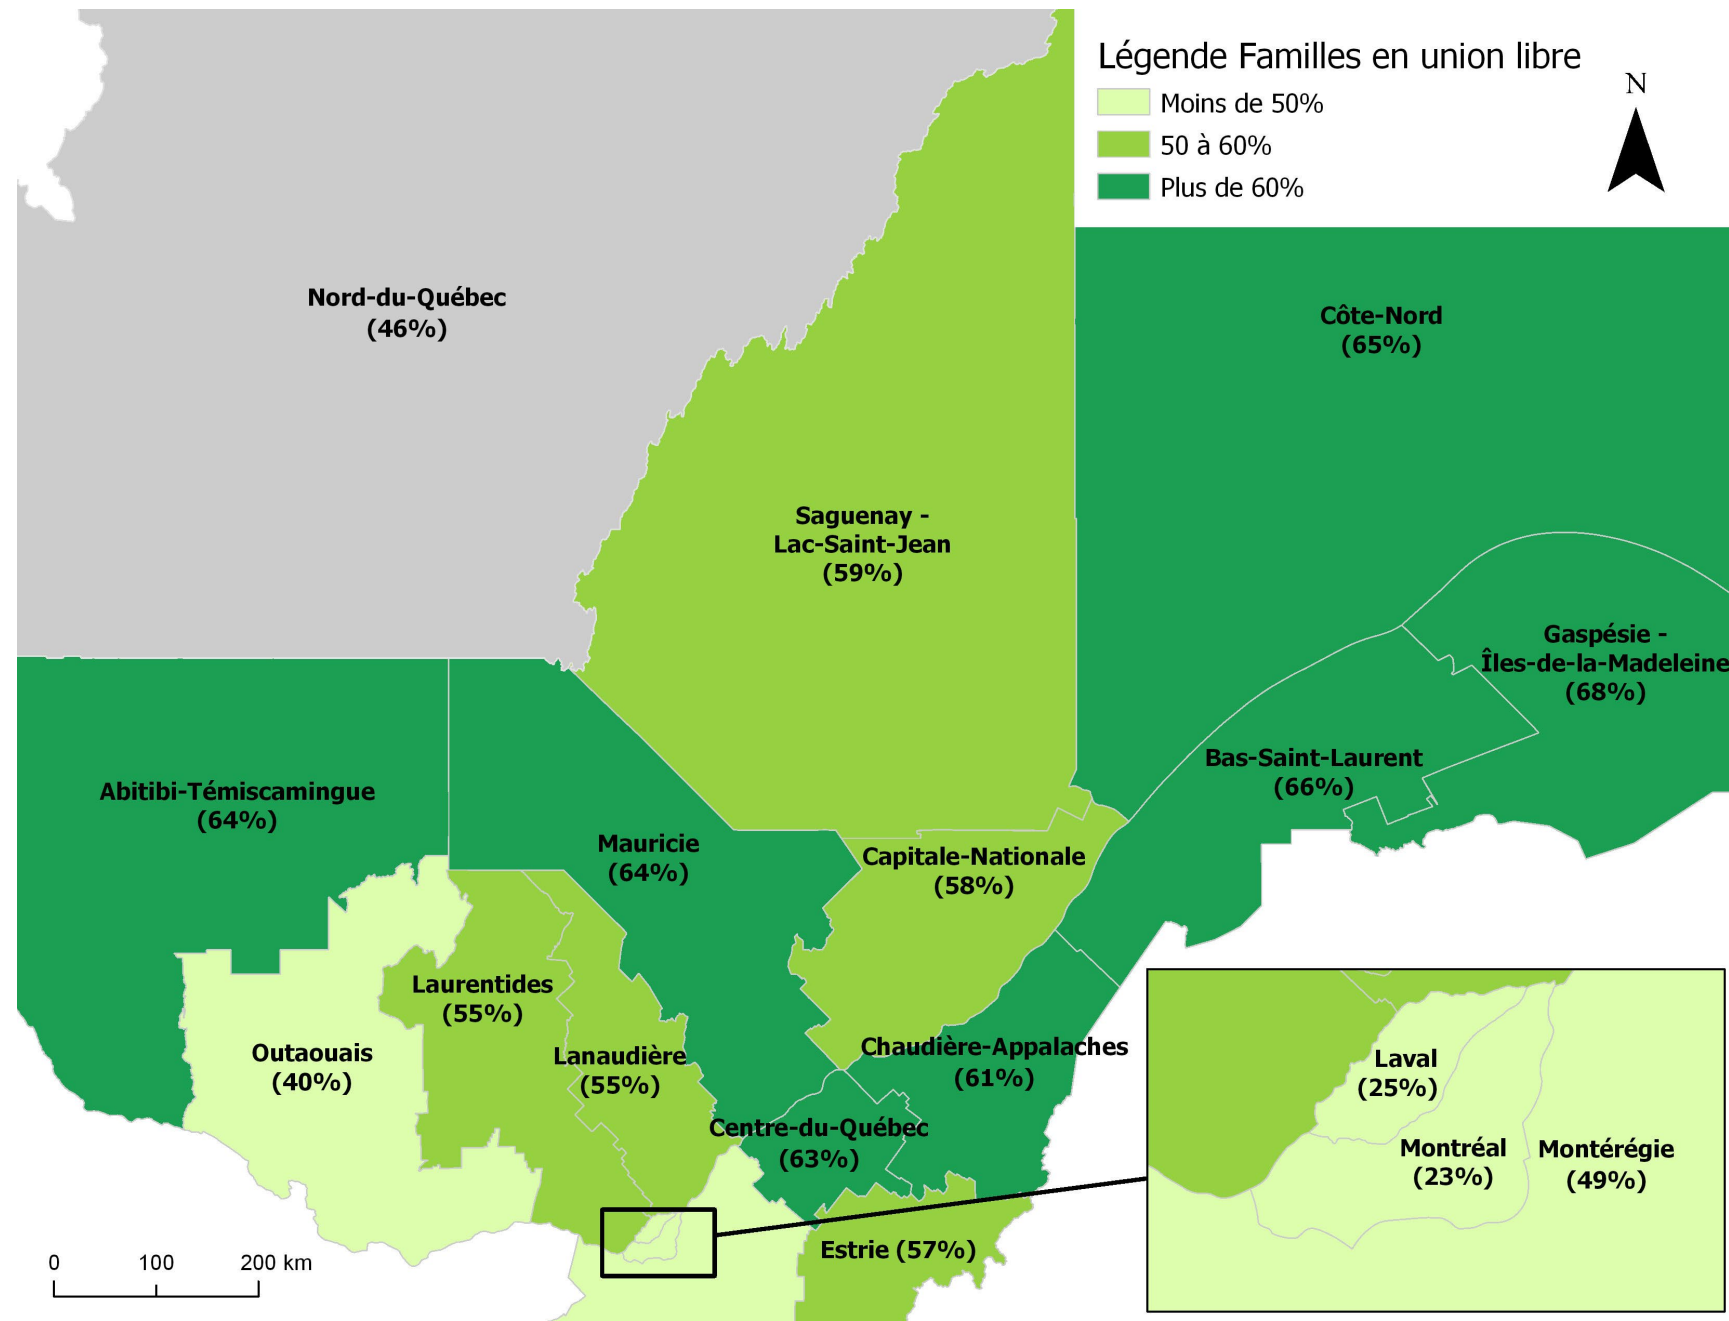 Légende Familles en union libre
Moins de 50%
50 à 60%
Plus de 60%
N
Nord-du-Québec
(46%)
Côte-Nord
(65%)
Saguenay -
Lac-Saint-Jean
(59%)
Gaspésie -
Îles-de-la-Madeleine
(68%)
Bas-Saint-Laurent
(66%)
Abitibi-Témiscamingue
(64%)
Mauricie
(64%)
Capitale-Nationale
(58%)
Laurentides
(55%)
Outaouais
(40%)
Lanaudière
(55%)
Chaudière-Appalaches
(61%)
Centre-du-Québec
(63%)
Estrie (57%)
Laval
(25%)
Montréal
(23%)
Montérégie
(49%)
0 100 200 km